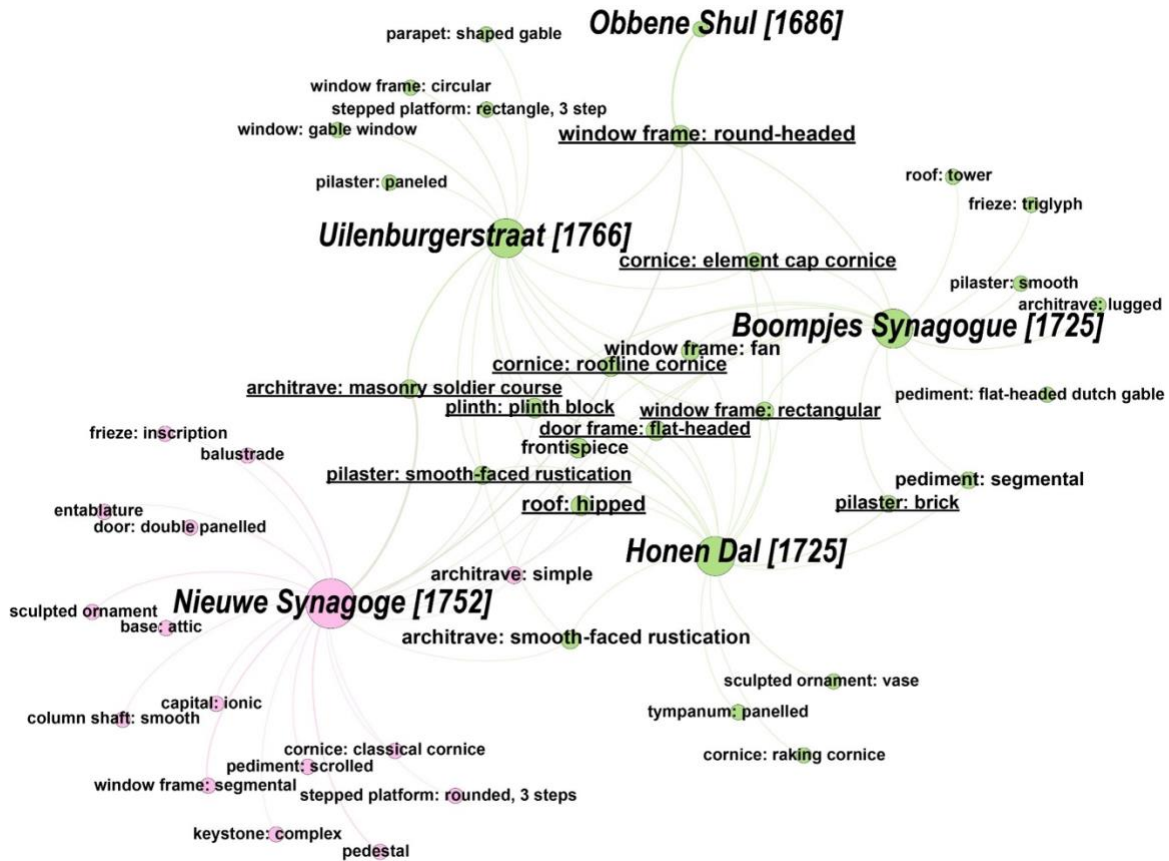 Obbene Shul [1686]
parapet: shaped gable
window frame: circular
stepped platform: rectangle, 3 step
window: gable window
window frame: round-headed
pilaster: paneled
roof: tower
frieze: triglyph
Uilenburgerstraat [1766]
cornice: element cap cornice
pilaster: smooth
architrave: lugged
Boompjes Synagogue [1725]
window frame: fan
cornice: roofline cornice
architrave: masonry soldier course
pediment: flat-headed dutch gable
plinth: plinth block
window frame: rectangular
door frame: flat-headed
frieze: inscription
frontispiece
balustrade
pilaster: smooth-faced rustication
pediment: segmental
roof: hipped
pilaster: brick
entablature
door: double panelled
Honen Dal [1725]
architrave: simple
Nieuwe Synagoge [1752]
sculpted ornament
base: attic
architrave: smooth-faced rustication
sculpted ornament: vase
capital: ionic
column shaft: smooth
tympanum: panelled
cornice: classical cornice
cornice: raking cornice
pediment: scrolled
window frame: segmental
stepped platform: rounded, 3 steps
keystone: complex
pedestal